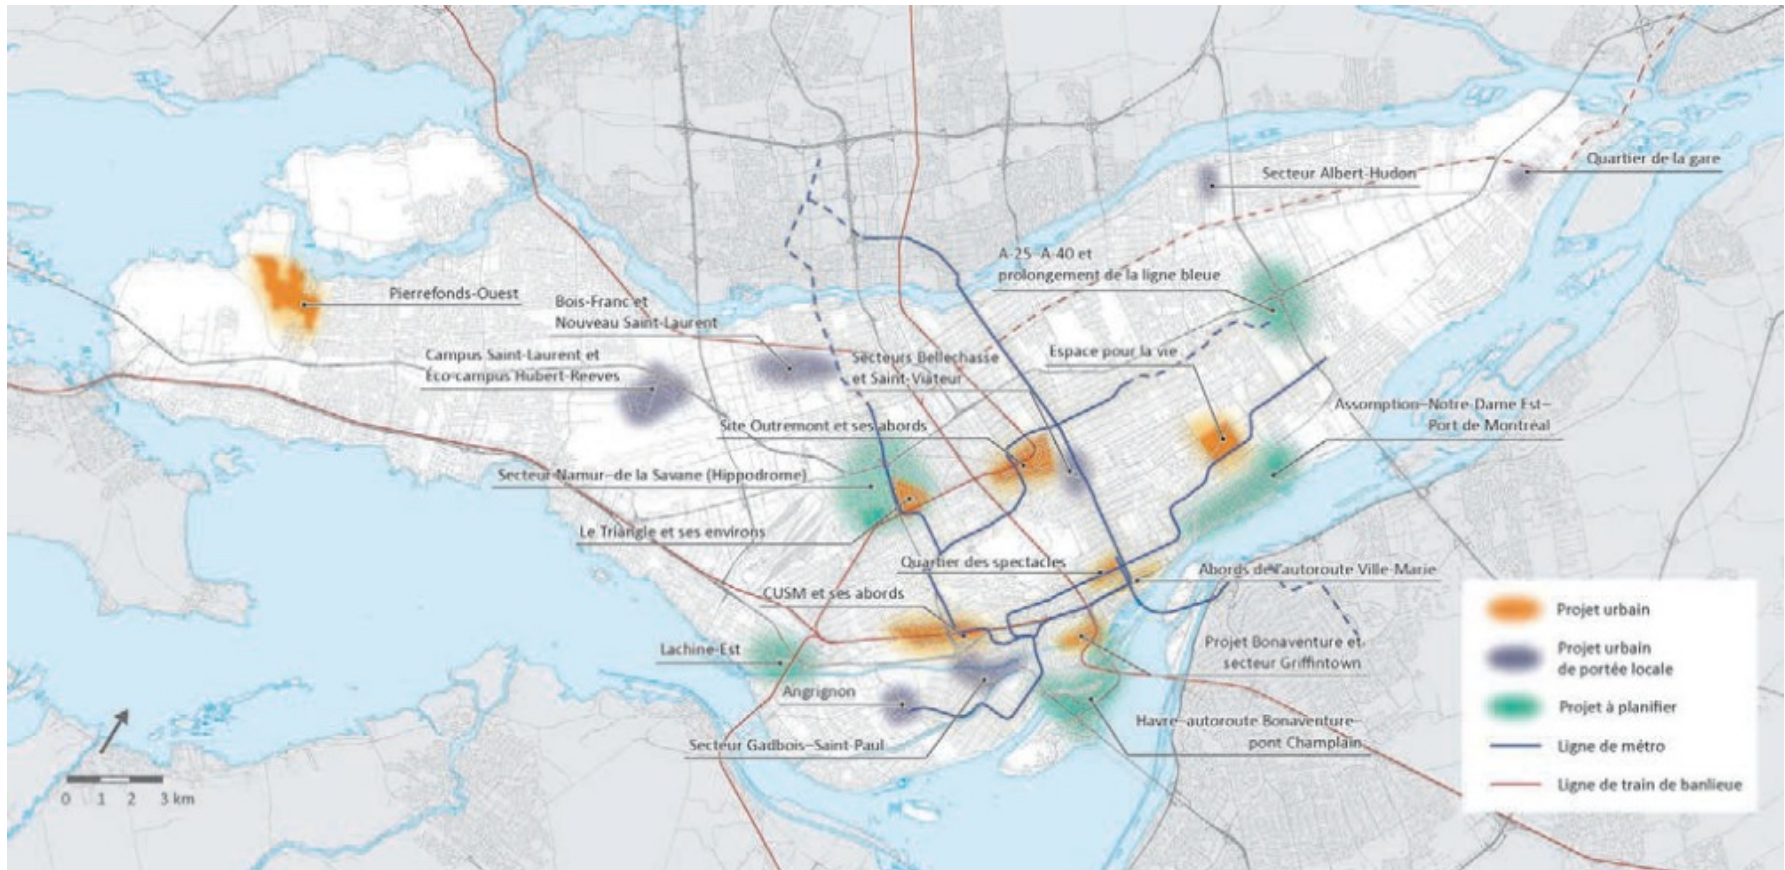 Quartier de la gare
Secteur Albert-Hudon
A-25–A-40 et
prolongement de la ligne bleue
Pierrefonds-Ouest
Bois-Franc et
Nouveau Saint-Laurent
Campus Saint-Laurent et
Éco-campus Hubert-Reeves
Secteurs Bellechasse
et Saint-Viateur
Espace pour la vie
Assomption–Notre-Dame Est–
Port de Montréal
Site Outremont et ses abords
Secteur Namur–de la Savane (Hippodrome)
Le Triangle et ses environs
Quartier des spectacles
Abords de l'autoroute Ville-Marie
CUSM et ses abords
Lachine-Est
Projet Bonaventure et
secteur Griffintown
Angrignon
Havre–autoroute Bonaventure–
pont Champlain
Secteur Gadbois–Saint-Paul
Projet urbain
Projet urbain
de portée locale
Projet à planifier
Ligne de métro
Ligne de train de banlieue
0 1 2 3 km